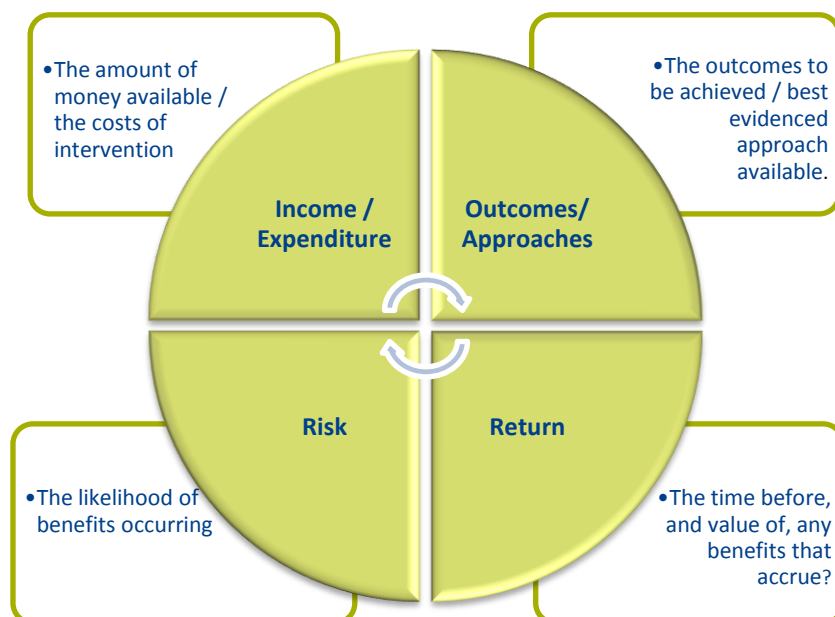 •The amount of
money available /
the costs of
intervention
•The outcomes to
be achieved / best
evidenced
approach
available.
Income /
Expenditure
Outcomes/
Approaches
Risk
Return
•The likelihood of
benefits occurring
•The time before,
and value of, any
benefits that
accrue?